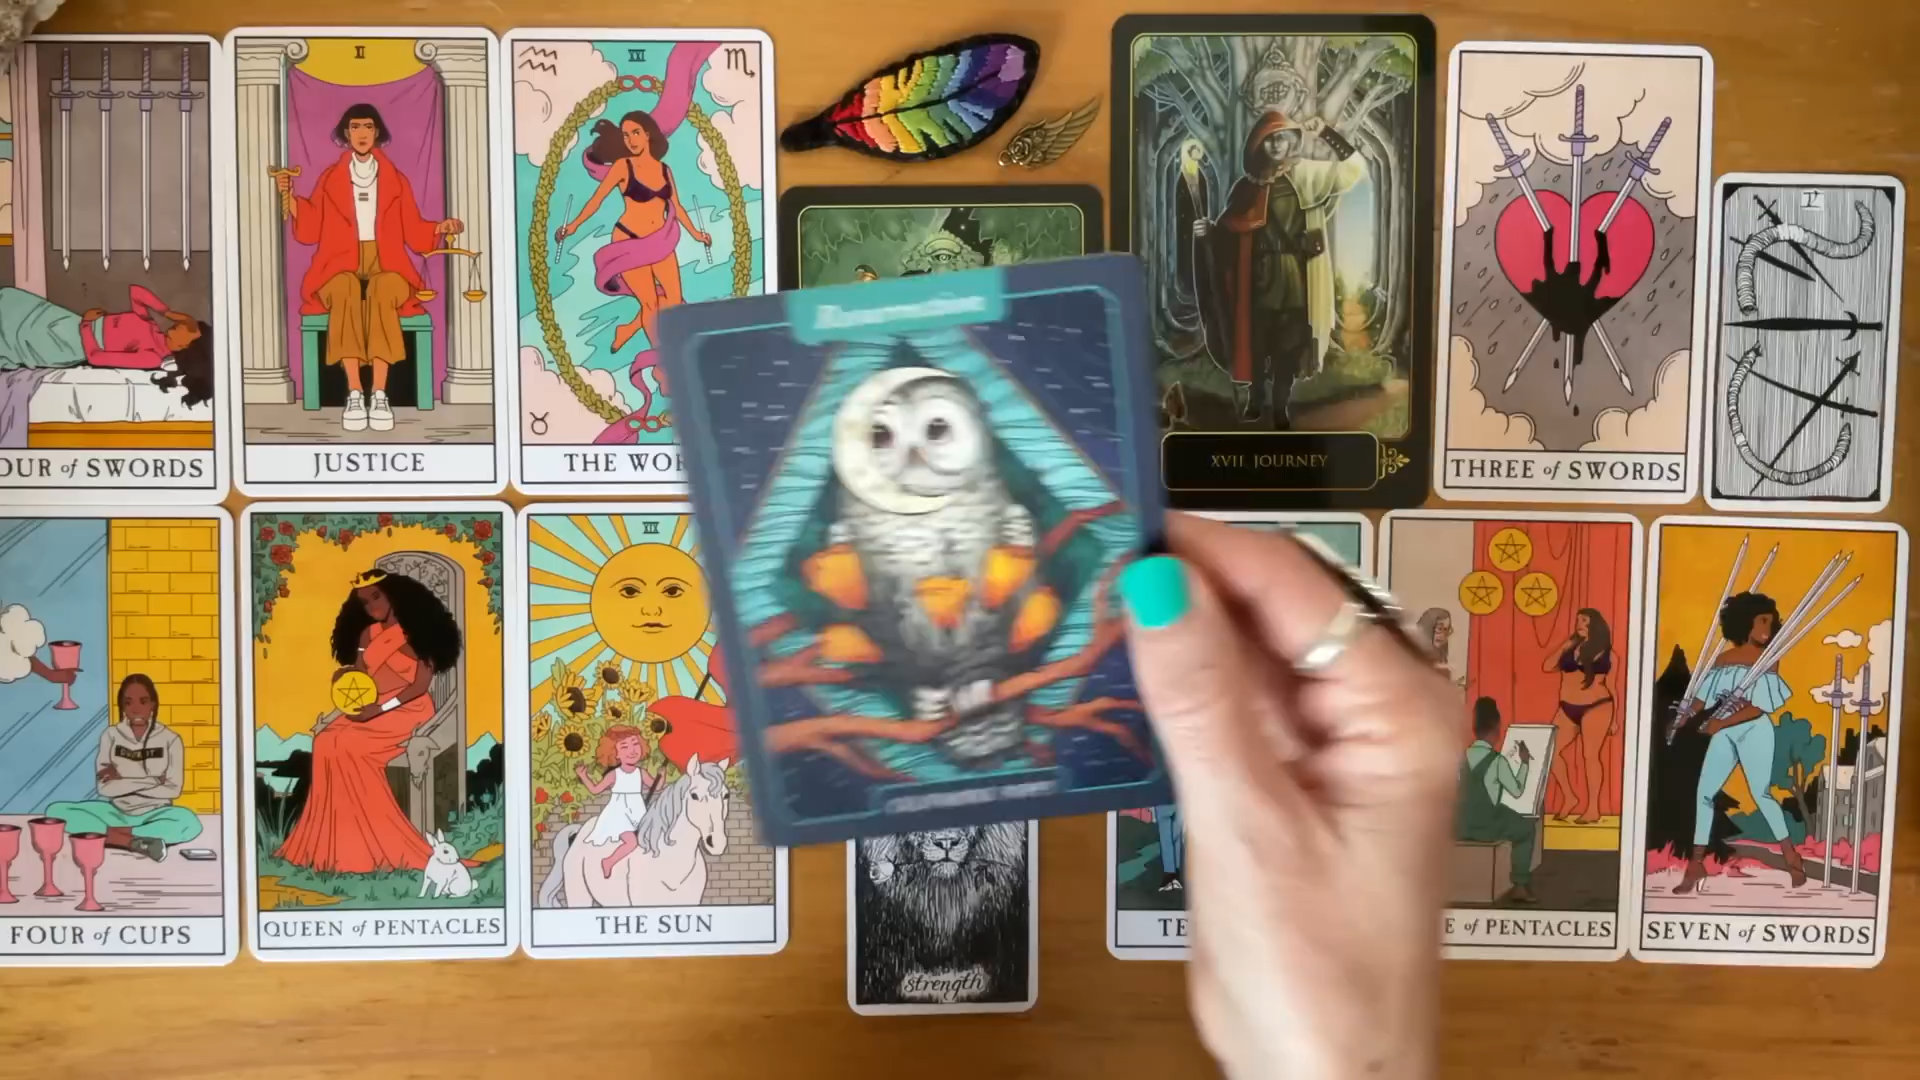 XI
XXI
OUR of SWORDS
JUSTICE
THE WOR
XVII. JOURNEY
THREE of SWORDS
XIX
FOUR of CUPS
QUEEN of PENTACLES
THE SUN
strength
TE
E of PENTACLES
SEVEN of SWORDS